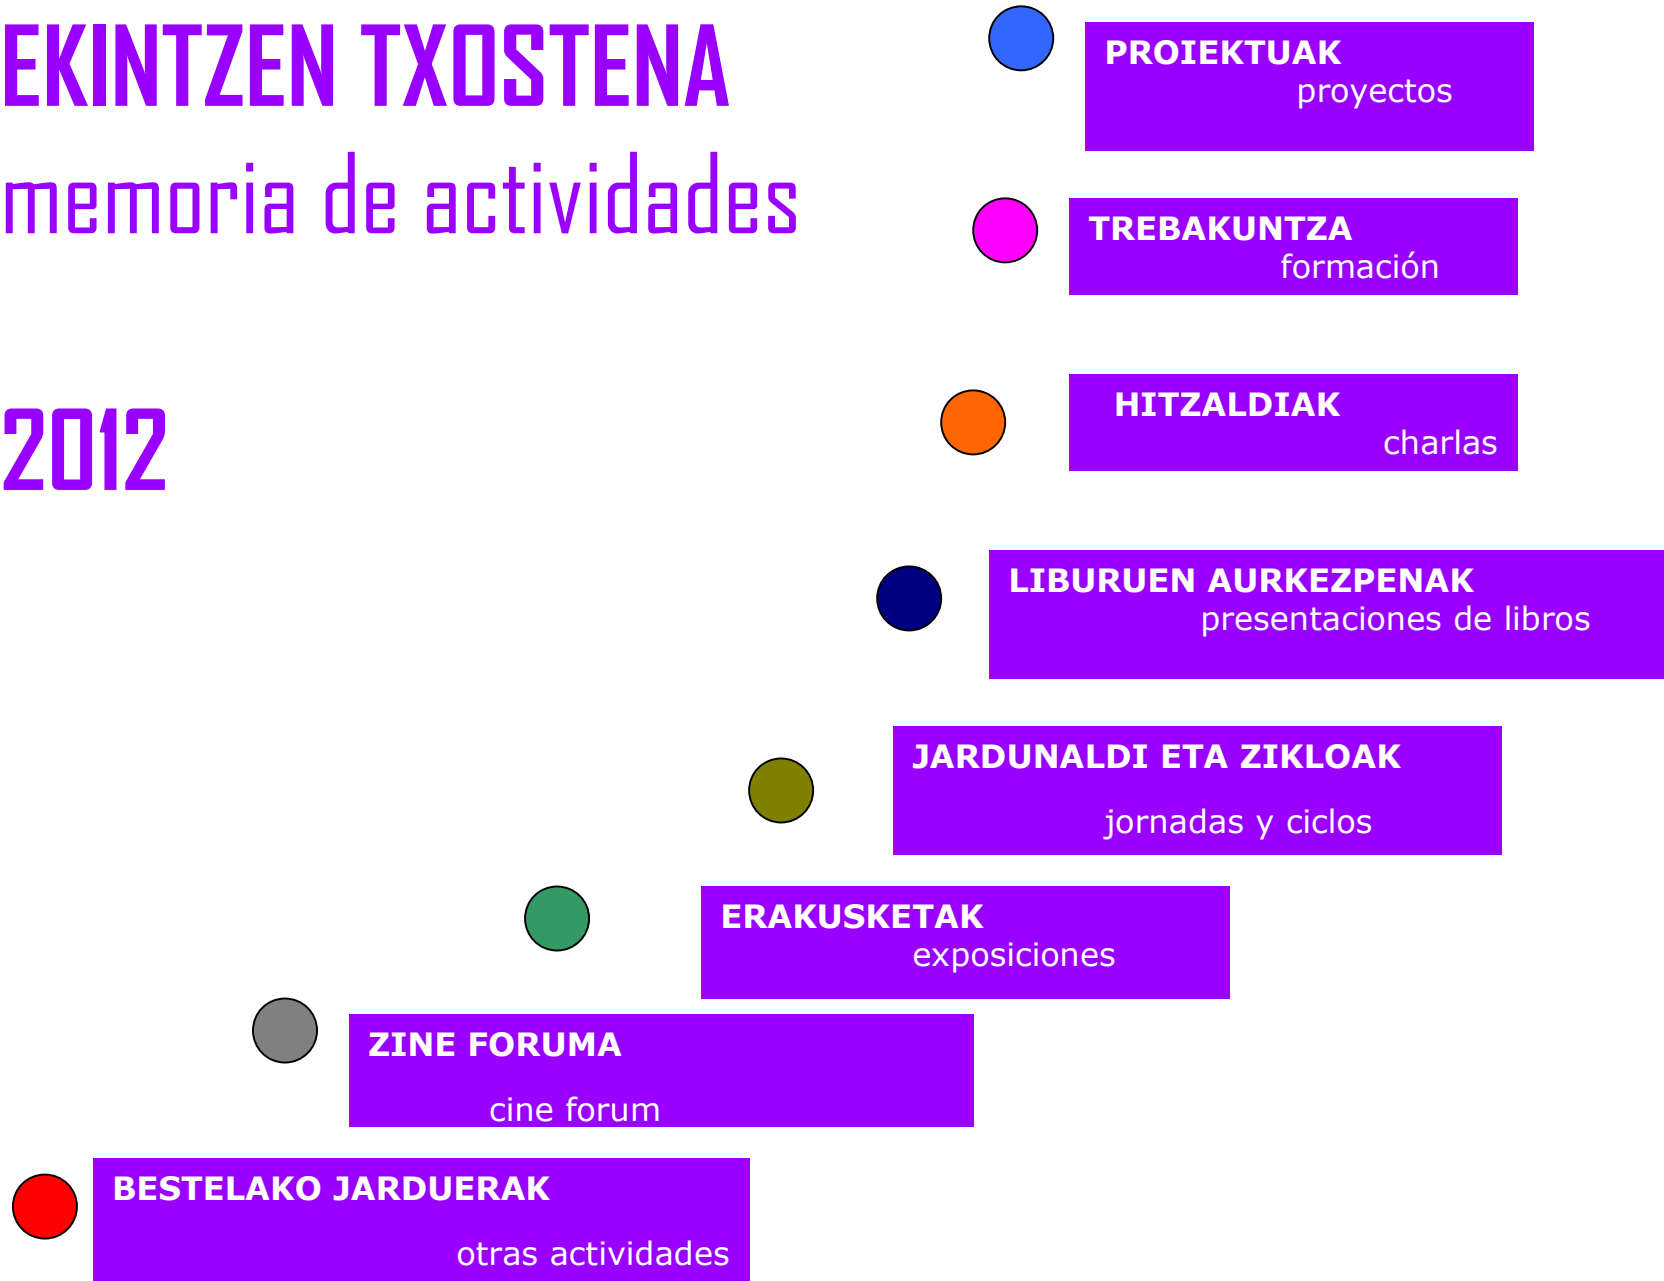 EKINTZEN TXOSTENA
memoria de actividades
2012
PROIEKTUAK
proyectos
TREBAKUNTZA
formación
HITZALDIAK
charlas
LIBURUEN AURKEZPENAK
presentaciones de libros
JARDUNALDI ETA ZIKLOAK
jornadas y ciclos
ERAKUSKETAK
exposiciones
ZINE FORUMA
cine forum
BESTELAKO JARDUERAK
otras actividades